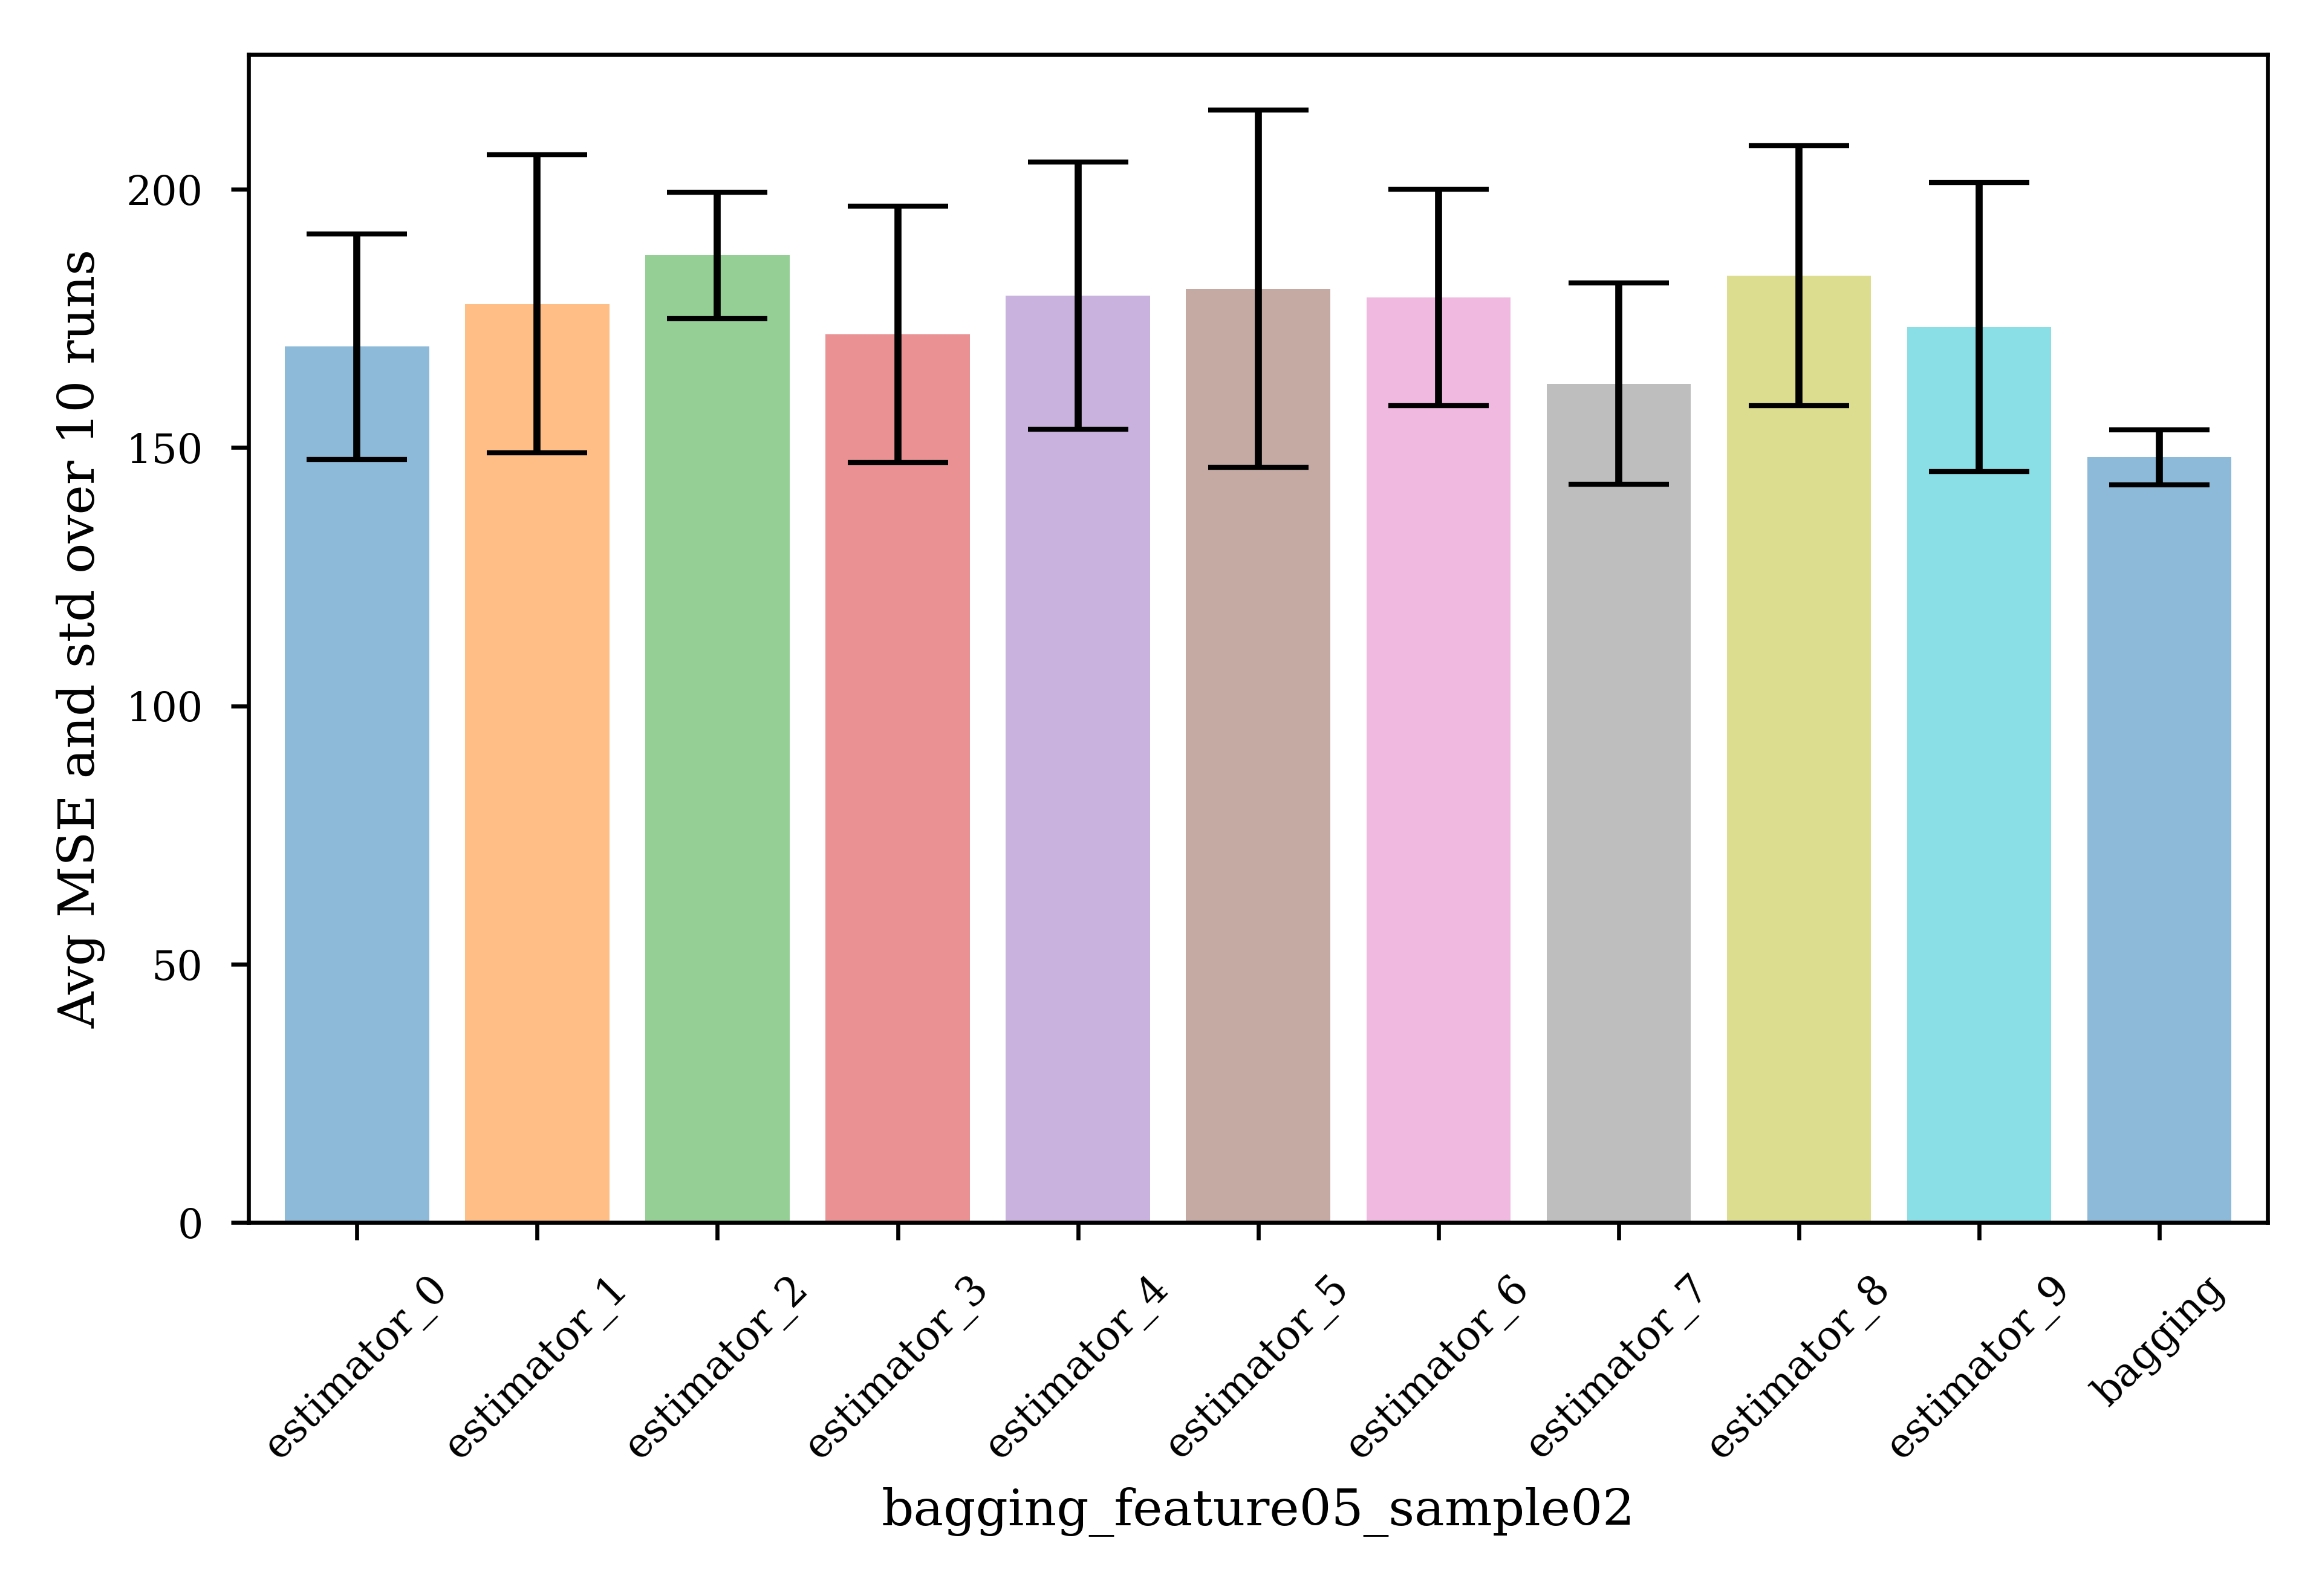 Avg MSE and std over 10 runs
200
150
100
50
0
estimator_0
estimator_1
estimator_2
estimator_3
estimator_4
estimator_5
estimator_6
estimator_7
estimator_8
estimator_9
bagging
bagging_feature05_sample02